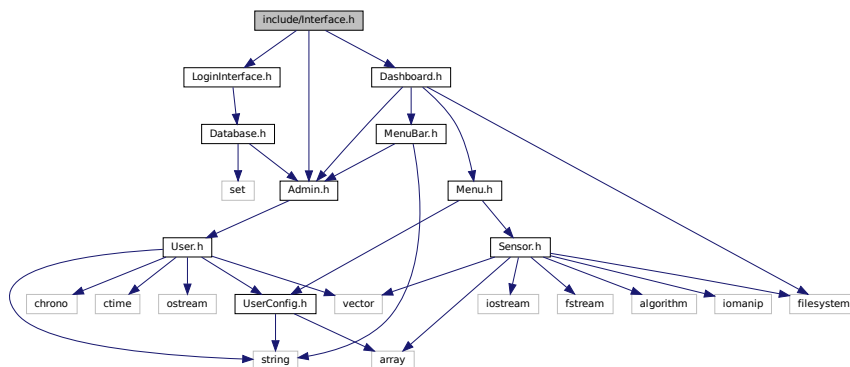 include/Interface.h
LoginInterface.h
Dashboard.h
Database.h
MenuBar.h
set
Admin.h
Menu.h
User.h
Sensor.h
chrono
ctime
ostream
UserConfig.h
vector
iostream
fstream
algorithm
iomanip
filesystem
string
array